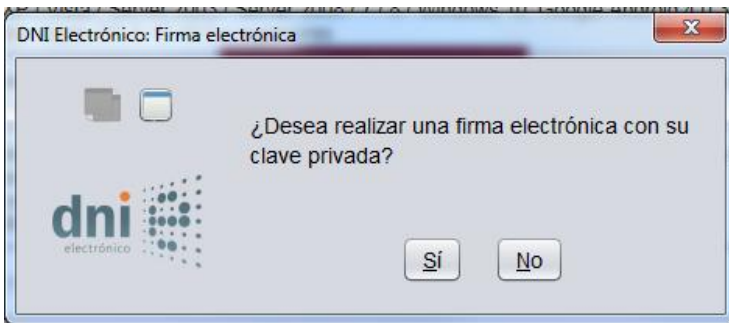 DNI Electrónico: Firma electrónica
¿Desea realizar una firma electrónica con su
clave privada?
dni
electrónico
Sí
No